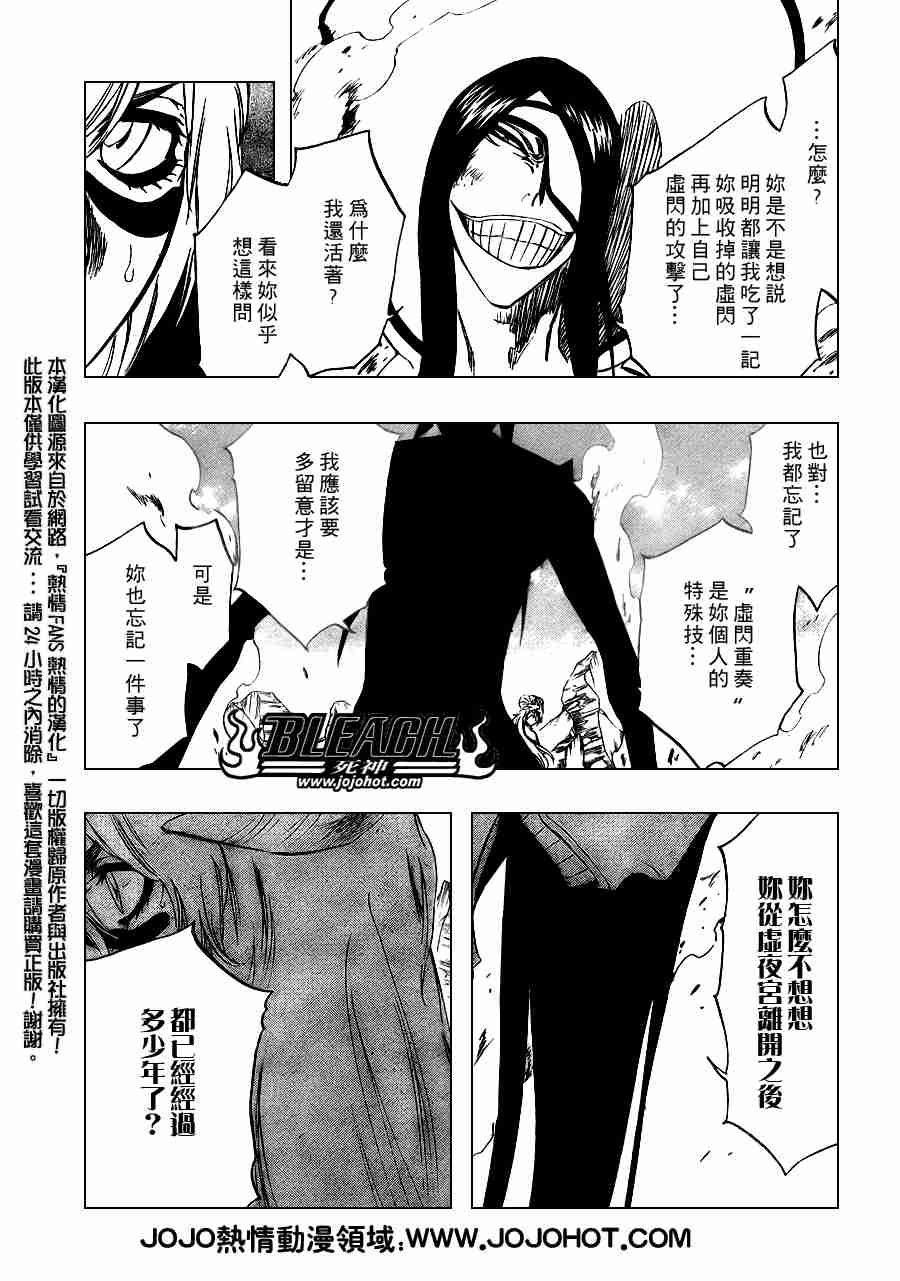 …怎麼?
妳是不是想說
明明都讓我吃了一記
妳吸收掉的虛閃
再加上自己
虛閃的攻擊了…
爲什麼
我還活著?
看來妳似乎
想這樣問
也對…
我都忘記了
"虛閃重奏"
是妳個人的
特殊技…
我應該要
多留意才是…
可是
妳也忘記一件事了
BLEACH
死神
www.jojohot.com
妳怎麼不想想
妳從虛夜宮離開之後
都已經經過
多少年了?
本漢化圖源來自於網路,『熱情FANS熱情的漢化』一切版權歸原作者與出版社擁有!
此版本僅供學習試看交流…請24小時之內消除,喜歡這套漫畫請購買正版!謝謝。
JOJO熱情動漫領域:WWW.JOJOHOT.COM